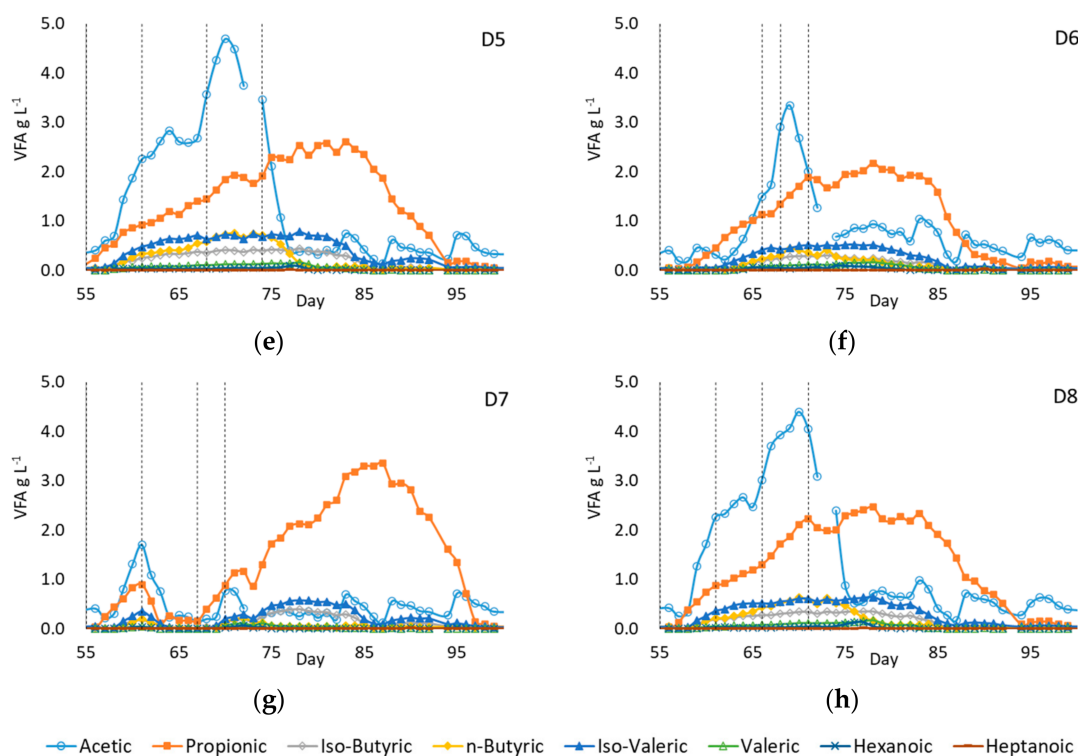 5.0
D5
4.0
3.0
2.0
1.0
0.0
VFA g L-1
55 65 75 85 95
Day
(e)
5.0
D6
4.0
3.0
2.0
1.0
0.0
VFA g L-1
55 65 75 85 95
Day
(f)
5.0
D7
4.0
3.0
2.0
1.0
0.0
VFA g L-1
55 65 75 85 95
Day
(g)
5.0
D8
4.0
3.0
2.0
1.0
0.0
VFA g L-1
55 65 75 85 95
Day
(h)
Acetic Propionic Iso-Butyric n-Butyric Iso-Valeric Valeric Hexanoic Heptanoic